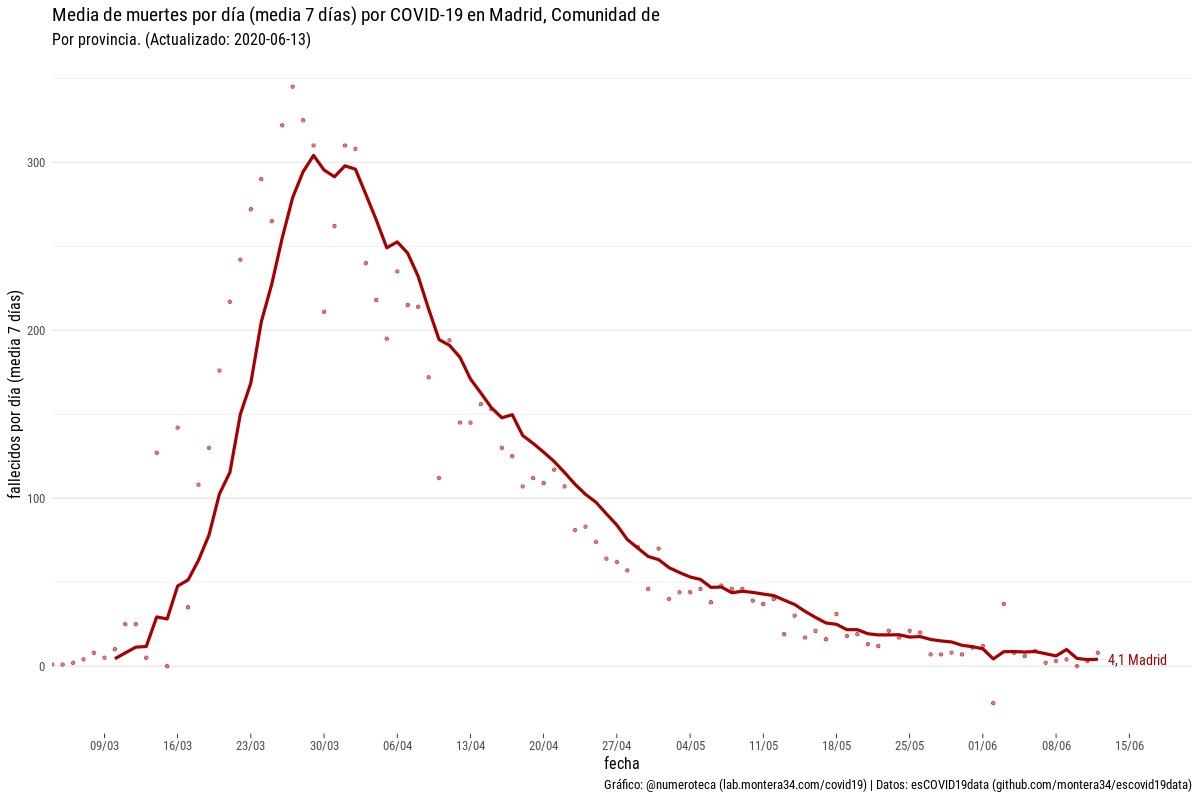 Media de muertes por día (media 7 días) por COVID-19 en Madrid, Comunidad de
Por provincia. (Actualizado: 2020-06-13)
fallecidos por día (media 7 días)
300
200
100
0
4,1 Madrid
09/03 16/03 23/03 30/03 06/04 13/04 20/04 27/04 04/05 11/05 18/05 25/05 01/06 08/06 15/06
fecha
Gráfico: @numeroteca (lab.montera34.com/covid19) | Datos: esCOVID19data (github.com/montera34/escovid19data)